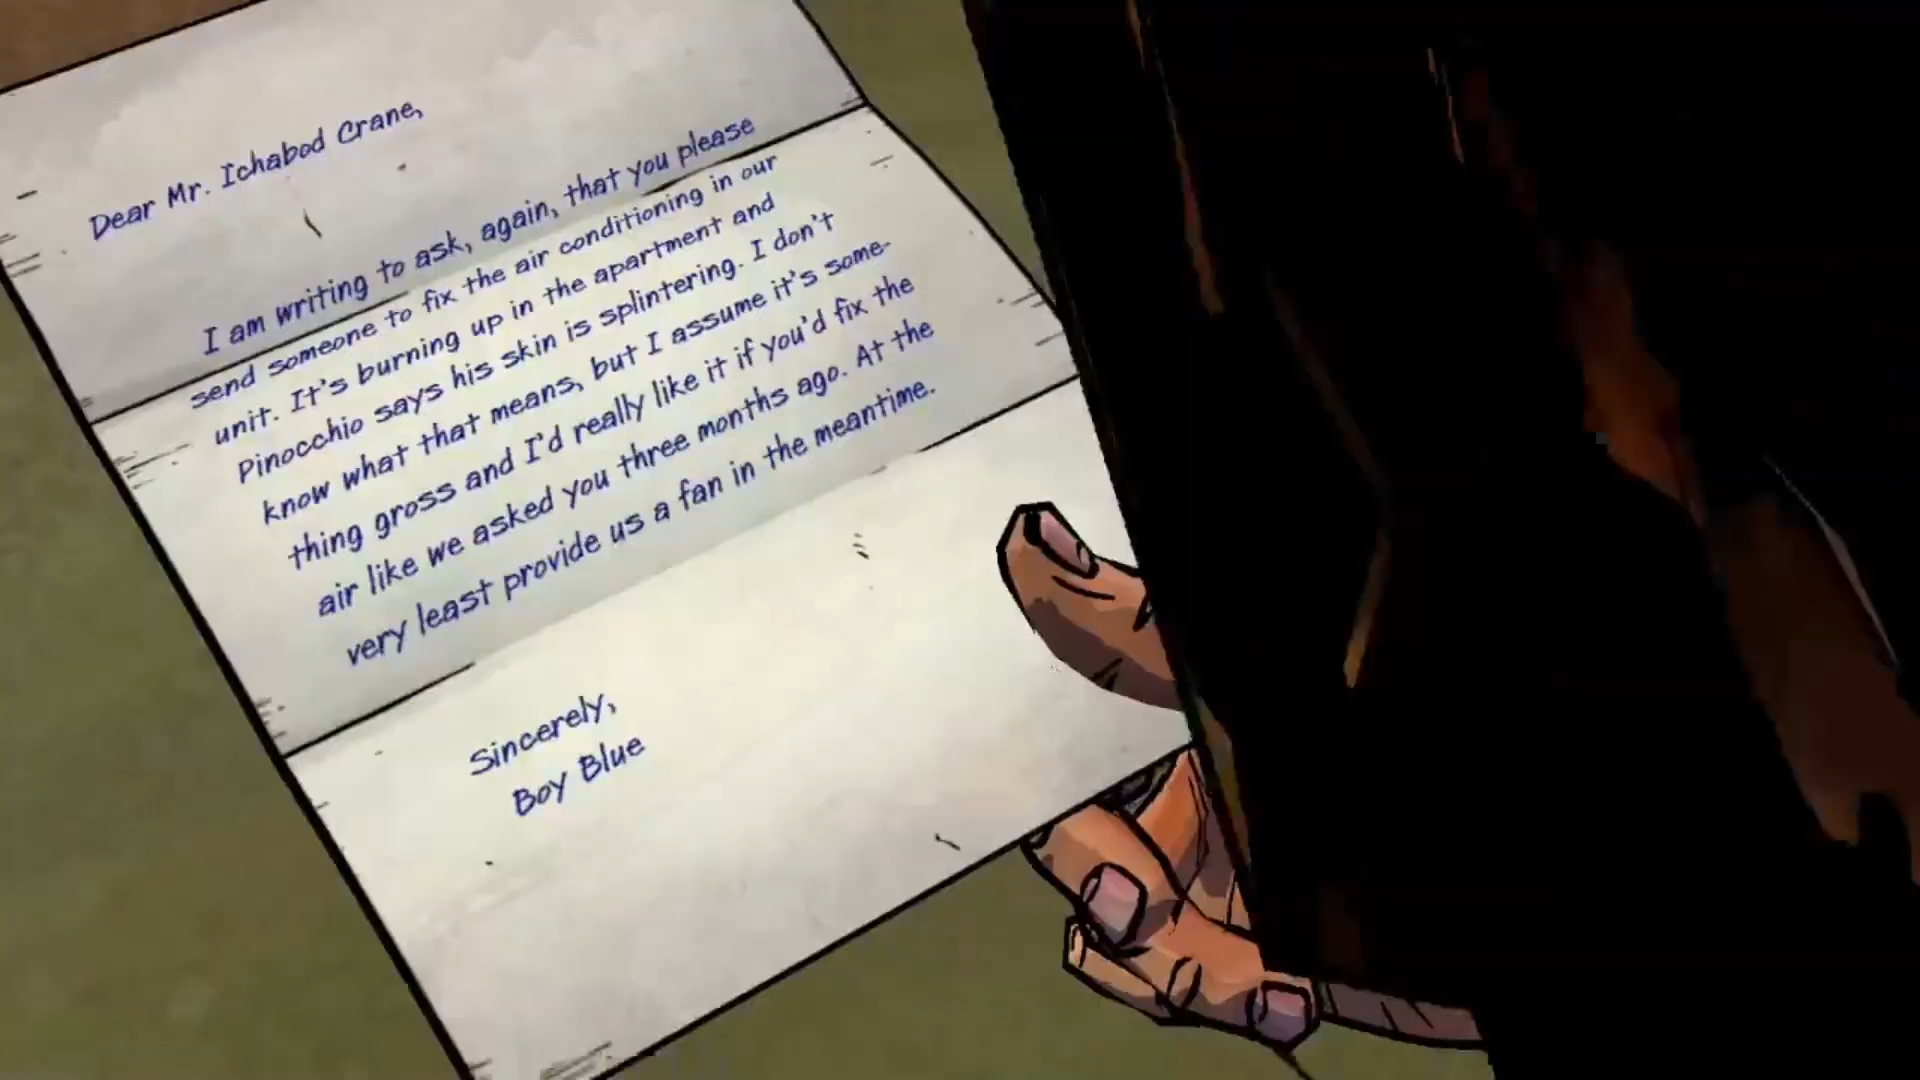 Dear Mr. Ichabod Crane,
I am writing to ask, again, that you please
send someone to fix the air conditioning in our
unit. It's burning up in the apartment and
Pinocchio says his skin is splintering. I don't
know what that means, but I assume it's some-
thing gross and I'd really like it if you'd fix the
air like we asked you three months ago. At the
very least provide us a fan in the meantime.
Sincerely,
Boy Blue